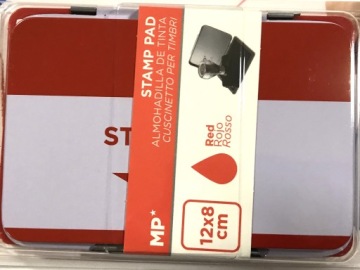 STAMP PAD
ALMOHADILLA DE TINTA
CUSCINETTO PER TIMBRI
MP
Red
Rojo
Rosso
12x8
cm
ST